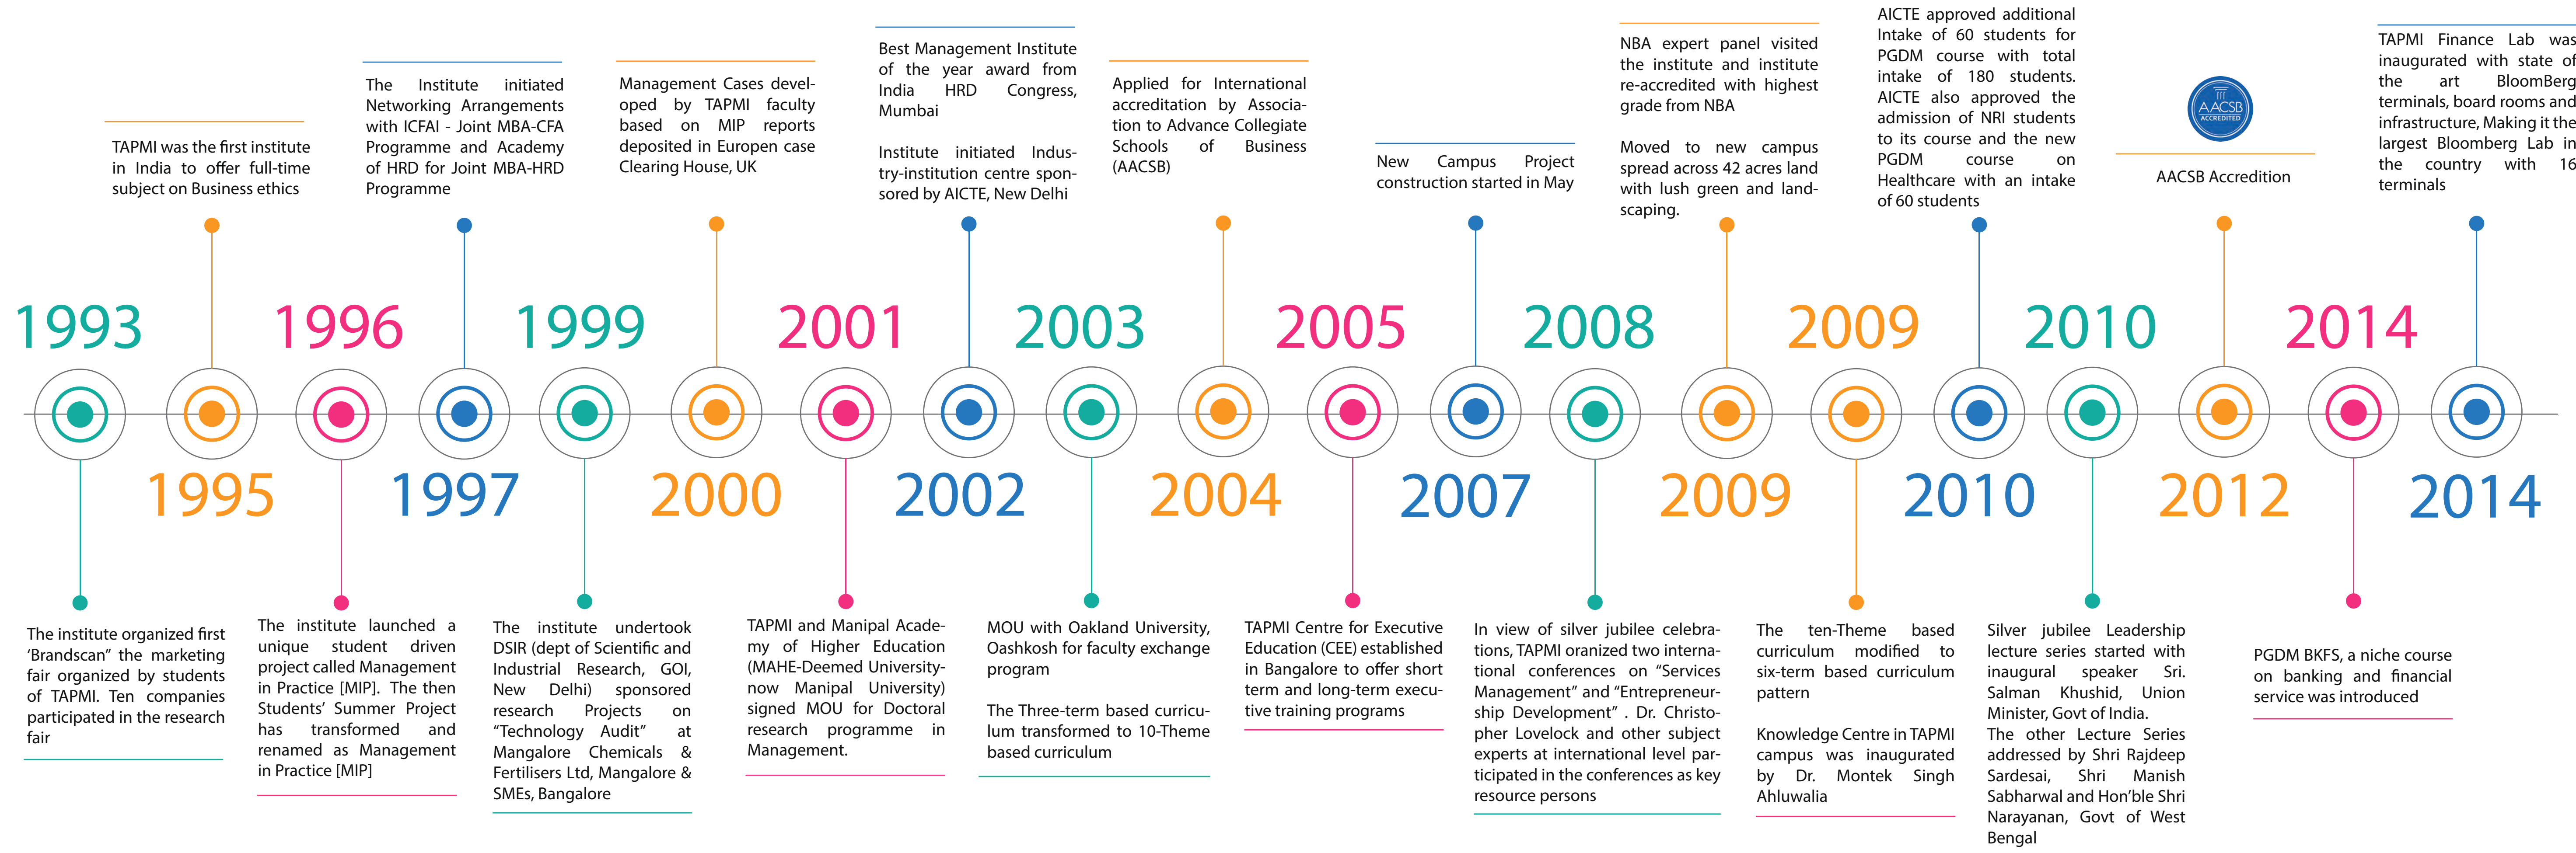 1993
The institute organized first
‘Brandscan” the marketing
fair organized by students
of TAPMI. Ten companies
participated in the research
fair
TAPMI was the first institute
in India to offer full-time
subject on Business ethics
1995
1996
The institute launched a
unique student driven
project called Management
in Practice [MIP]. The then
Students’ Summer Project
has transformed and
renamed as Management
in Practice [MIP]
The Institute initiated
Networking Arrangements
with ICFAI - Joint MBA-CFA
Programme and Academy
of HRD for Joint MBA-HRD
Programme
1997
1999
The institute undertook
DSIR (dept of Scientific and
Industrial Research, GOI,
New Delhi) sponsored
research Projects on
“Technology Audit” at
Mangalore Chemicals &
Fertilisers Ltd, Mangalore &
SMEs, Bangalore
Management Cases devel-
oped by TAPMI faculty
based on MIP reports
deposited in Europen case
Clearing House, UK
2000
2001
TAPMI and Manipal Acade-
my of Higher Education
(MAHE-Deemed University-
now Manipal University)
signed MOU for Doctoral
research programme in
Management.
Best Management Institute
of the year award from
India HRD Congress,
Mumbai
Institute initiated Indus-
try-institution centre spon-
sored by AICTE, New Delhi
2002
2003
MOU with Oakland University,
Oashkosh for faculty exchange
program
The Three-term based curricu-
lum transformed to 10-Theme
based curriculum
Applied for International
accreditation by Associa-
tion to Advance Collegiate
Schools of Business
(AACSB)
2004
2005
TAPMI Centre for Executive
Education (CEE) established
in Bangalore to offer short
term and long-term execu-
tive training programs
New Campus Project
construction started in May
2007
2008
In view of silver jubilee celebra-
tions, TAPMI oranized two interna-
tional conferences on “Services
Management” and “Entrepreneur-
ship Development” . Dr. Christo-
pher Lovelock and other subject
experts at international level par-
ticipated in the conferences as key
resource persons
NBA expert panel visited
the institute and institute
re-accredited with highest
grade from NBA
Moved to new campus
spread across 42 acres land
with lush green and land-
scaping.
2009
2009
The ten-Theme based
curriculum modified to
six-term based curriculum
pattern
Knowledge Centre in TAPMI
campus was inaugurated
by Dr. Montek Singh
Ahluwalia
AICTE approved additional
Intake of 60 students for
PGDM course with total
intake of 180 students.
AICTE also approved the
admission of NRI students
to its course and the new
PGDM course on
Healthcare with an intake
of 60 students
2010
2010
Silver jubilee Leadership
lecture series started with
inaugural speaker Sri.
Salman Khushid, Union
Minister, Govt of India.
The other Lecture Series
addressed by Shri Rajdeep
Sardesai, Shri Manish
Sabharwal and Hon’ble Shri
Narayanan, Govt of West
Bengal
AACSB
ACCREDITED
AACSB Accredition
2012
2014
PGDM BKFS, a niche course
on banking and financial
service was introduced
TAPMI Finance Lab was
inaugurated with state of
the art BloomBerg
terminals, board rooms and
infrastructure, Making it the
largest Bloomberg Lab in
the country with 16
terminals
2014